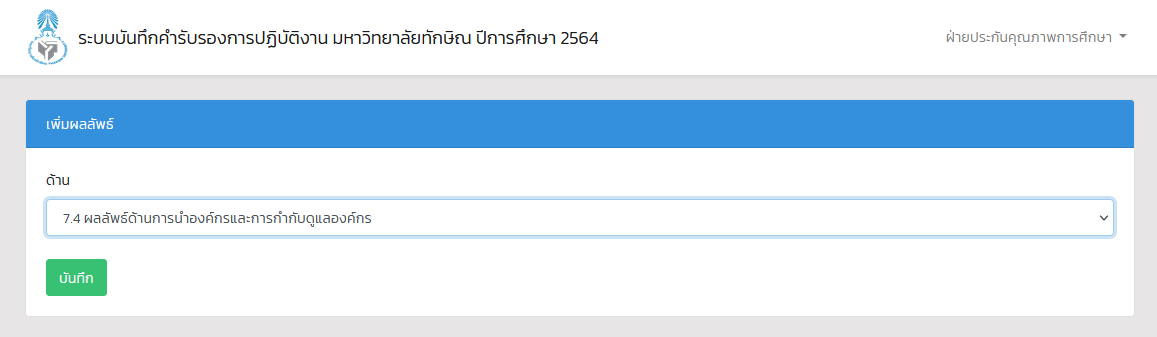 ระบบบันทึกคำรับรองการปฏิบัติงาน มหาวิทยาลัยทักษิณ ปีการศึกษา 2564
ฝ่ายประกันคุณภาพการศึกษา
เพิ่มผลลัพธ์
ด้าน
7.4 ผลลัพธ์ด้านการนำองค์กรและการกำกับดูแลองค์กร
บันทึก